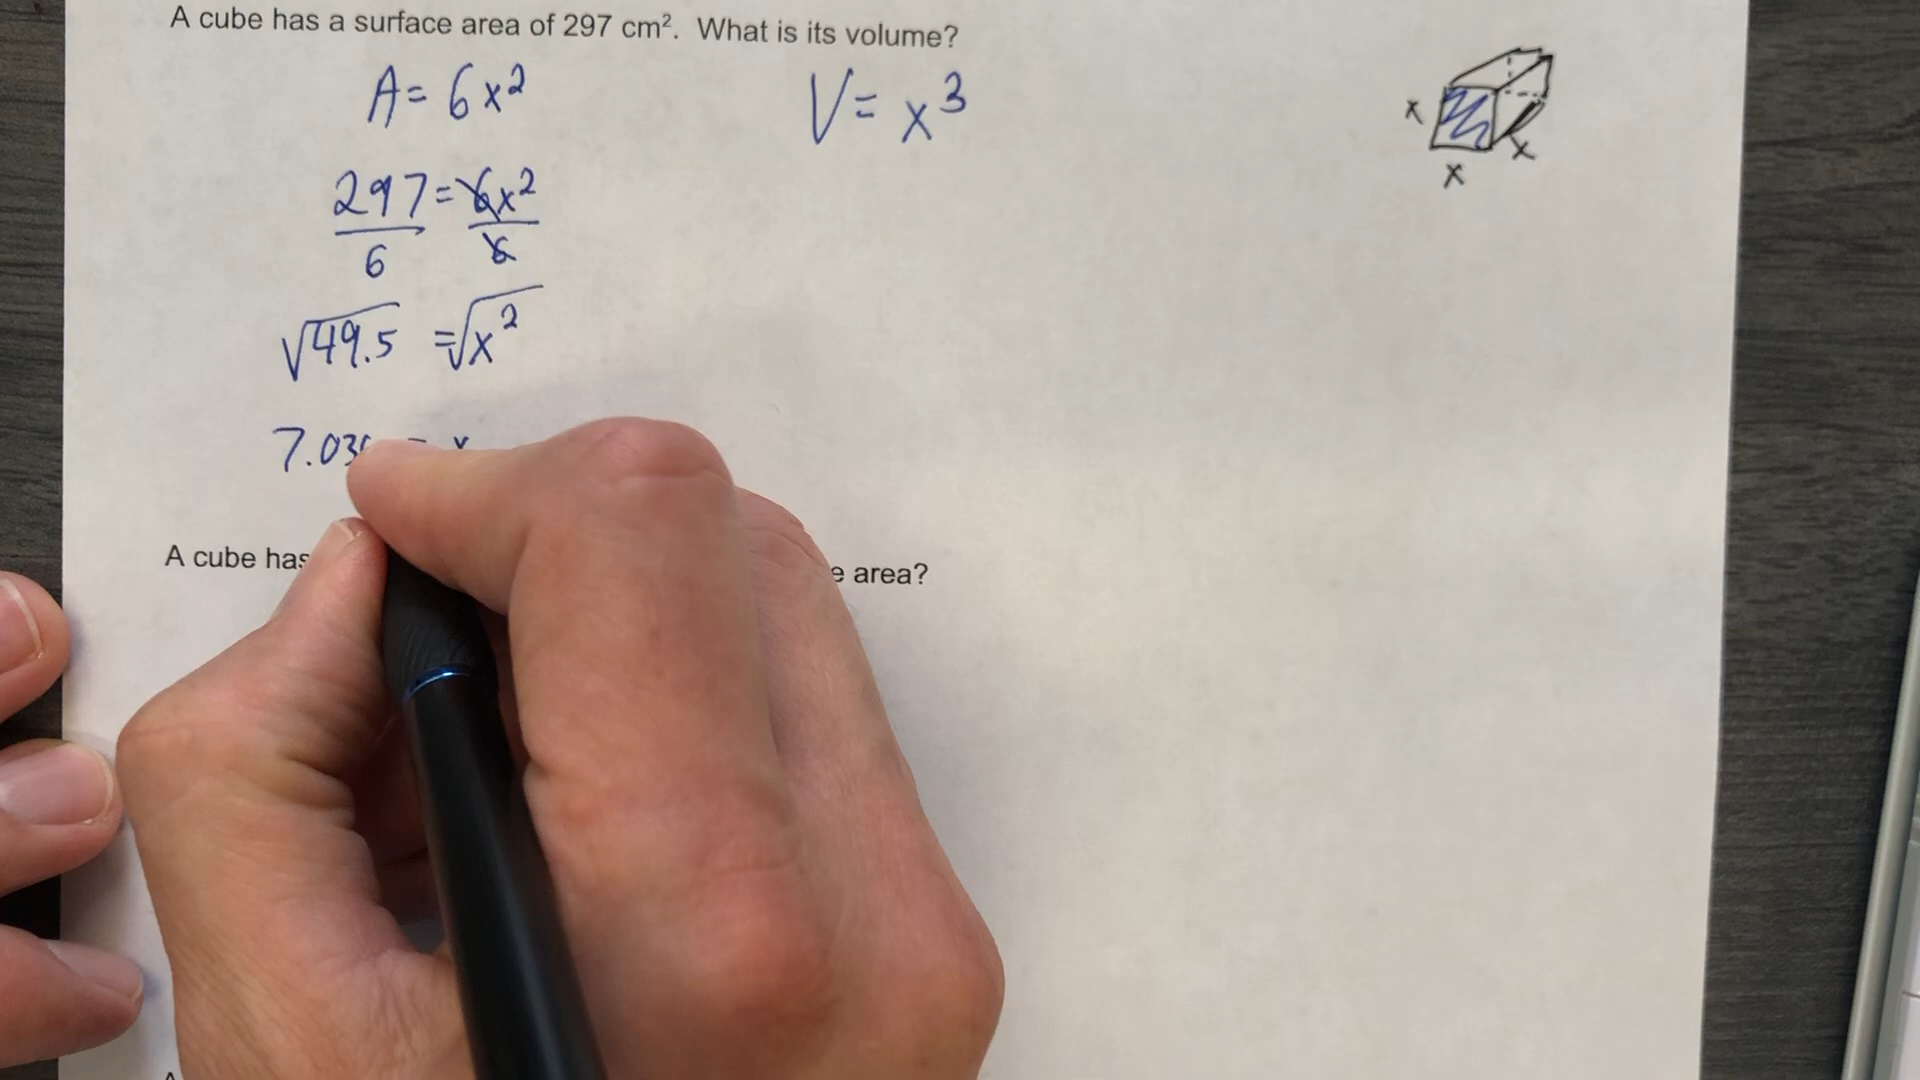 A cube has a surface area of 297 cm². What is its volume?
A = 6x²
V = x³
297 = 6x²
6 6
√49.5 = √x²
7.03 = x
x
x
x
A cube has
area?